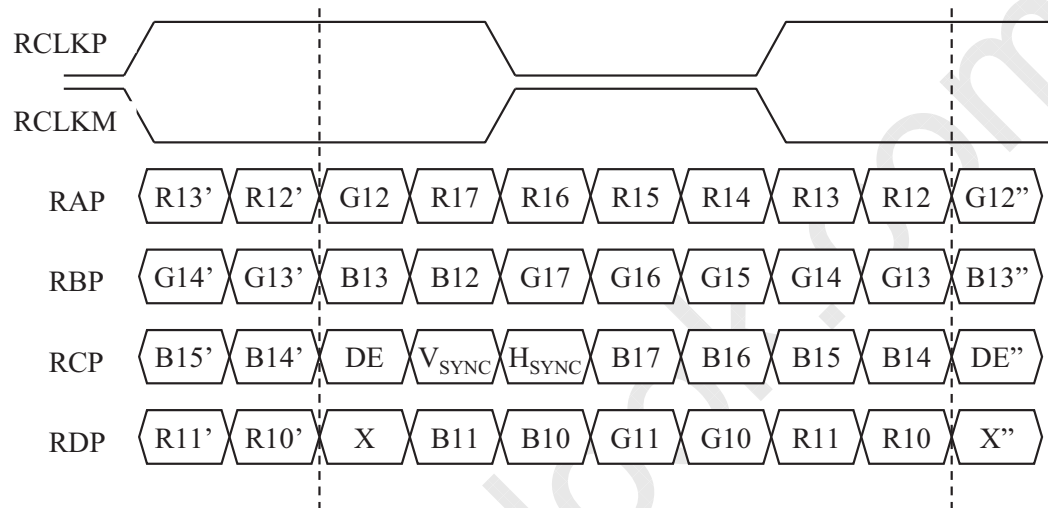 RCLKP
RCLKM
RAP R13’ R12’ G12 R17 R16 R15 R14 R13 R12 G12”
RBP G14’ G13’ B13 B12 G17 G16 G15 G14 G13 B13”
RCP B15’ B14’ DE VSYNC HSYNC B17 B16 B15 B14 DE”
RDP R11’ R10’ X B11 B10 G11 G10 R11 R10 X”